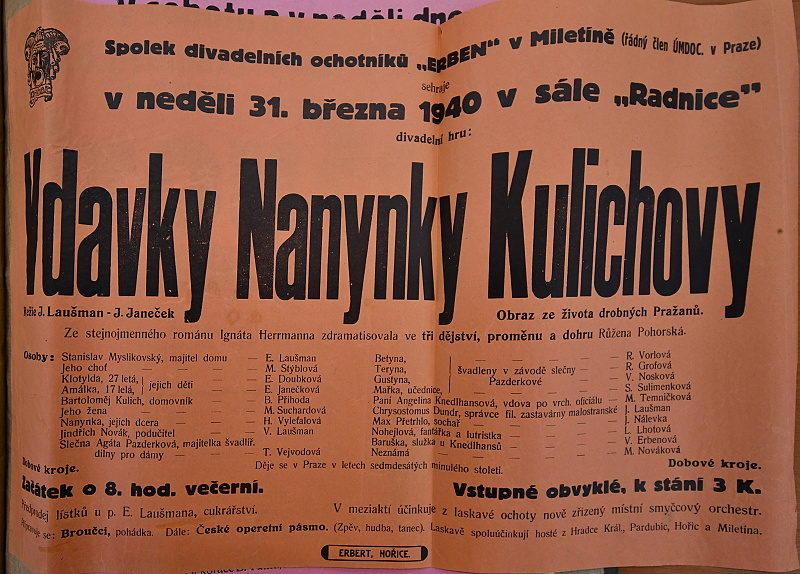 v sobotu a v neděli dne
Spolek divadelních ochotníků „ERBEN“ v Miletíně (řádný člen ÚMDOC. v Praze)
sehraje
v neděli 31. března 1940 v sále „Radnice“
divadelní hru:
Vdavky Nanynky Kulichovy
Režie J. Laušman - J. Janeček
Obraz ze života drobných Pražanů.
Ze stejnojmenného románu Ignáta Herrmanna zdramatisovala ve tři dějství, proměnu a dohru Růžena Pohorská.
Osoby: Stanislav Myslikovský, majitel domu — E. Laušman
Jeho choť — M. Stýblová
Klotylda, 27 letá, — E. Doubková
Amálka, 17 letá, jejich děti — E. Janečková
Bartoloměj Kulich, domovník — B. Příhoda
Jeho žena — M. Suchardová
Nanynka, jejich dcera — H. Vylefalová
Jindřich Novák, podučitel — V. Laušman
Slečna Agáta Pazderková, majitelka švadlíř.
dílny pro dámy — T. Vejvodová
Betyna, — R. Vorlová
Teryna, švadleny v závodě slečny — R. Grofová
Gustyna, Pazderkové — V. Nosková
Mařka, učednice, — S. Sulimenková
Paní Angelina Knedlhansová, vdova po vrch. oficiálu — M. Temníčková
Chrysostomus Dundr, správce fil. zastavárny malostranské J. Laušman
Max Přetrhlo, sochař — J. Nálevka
Nohejlová, fantářka a lutristka — L. Lhotová
Baruška, služka u Knedlhansů — V. Erbenová
Neznámá — M. Nováková
Dobové kroje.
Děje se v Praze v letech sedmdesátých minulého století.
Dobové kroje.
Začátek o 8. hod. večerní.
Vstupné obvyklé, k stání 3 K.
Předprodej lístků u p. E. Laušmana, cukrářství.
V meziaktí účinkuje z laskavé ochoty nově zřízený místní smyčcový orchestr.
se: Broučci, pohádka. Dále: České operetní pásmo. (Zpěv, hudba, tanec). Laskavě spoluúčinkují hosté z Hradce Král., Pardubic, Hořic a Miletína.
ERBERT, HOŘICE.